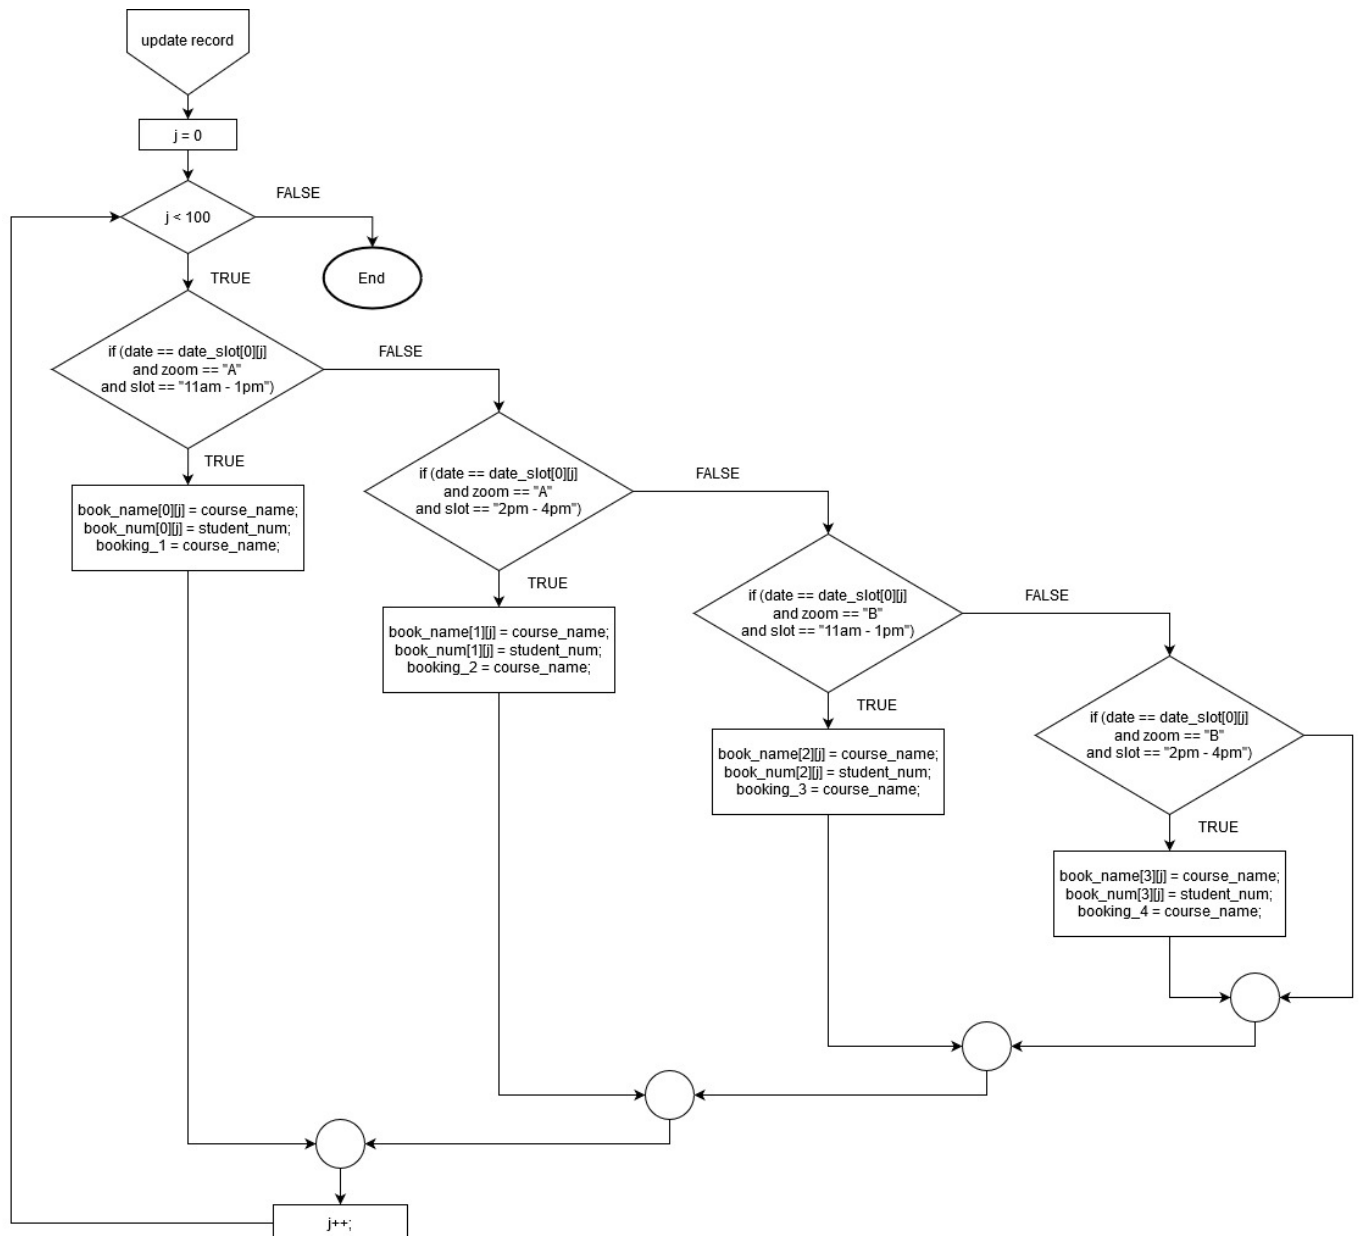 update record
j = 0
j < 100
FALSE
End
TRUE
if (date == date_slot[0][j]
and zoom == "A"
and slot == "11am - 1pm")
FALSE
TRUE
book_name[0][j] = course_name;
book_num[0][j] = student_num;
booking_1 = course_name;
if (date == date_slot[0][j]
and zoom == "A"
and slot == "2pm - 4pm")
FALSE
TRUE
book_name[1][j] = course_name;
book_num[1][j] = student_num;
booking_2 = course_name;
if (date == date_slot[0][j]
and zoom == "B"
and slot == "11am - 1pm")
FALSE
TRUE
book_name[2][j] = course_name;
book_num[2][j] = student_num;
booking_3 = course_name;
if (date == date_slot[0][j]
and zoom == "B"
and slot == "2pm - 4pm")
TRUE
book_name[3][j] = course_name;
book_num[3][j] = student_num;
booking_4 = course_name;
j++;